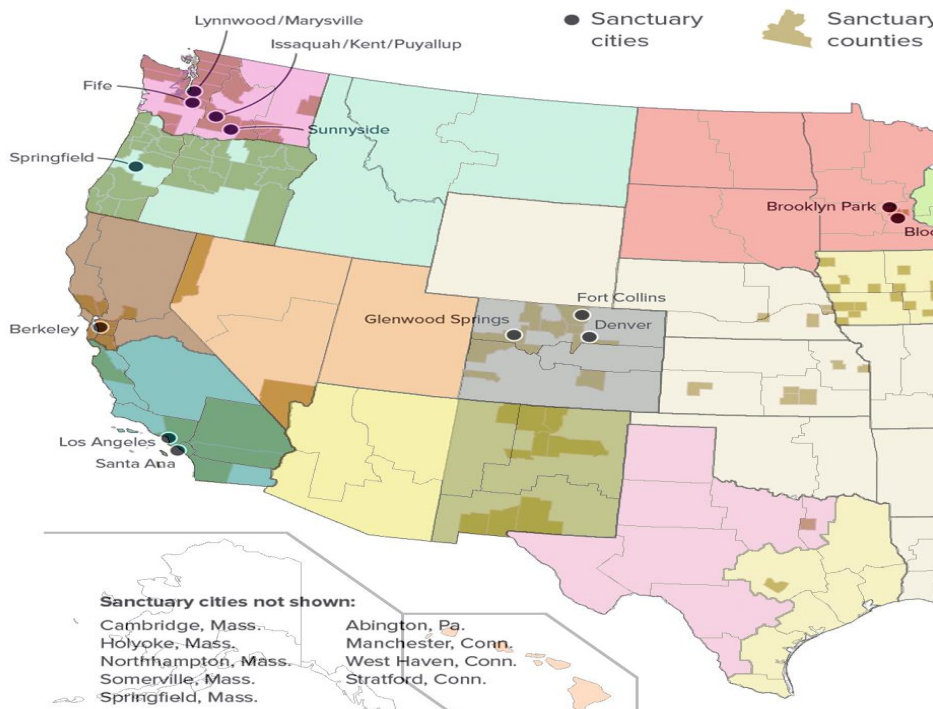 Lynnwood/Marysville
Issaquah/Kent/Puyallup
Sanctuary cities
Sanctuary counties
Fife
Sunnyside
Springfield
Brooklyn Park
Berkeley
Glenwood Springs
Fort Collins
Denver
Los Angeles
Santa Ana
Sanctuary cities not shown:
Cambridge, Mass.
Holyoke, Mass.
Northhampton, Mass.
Somerville, Mass.
Springfield, Mass.
Abington, Pa.
Manchester, Conn.
West Haven, Conn.
Stratford, Conn.